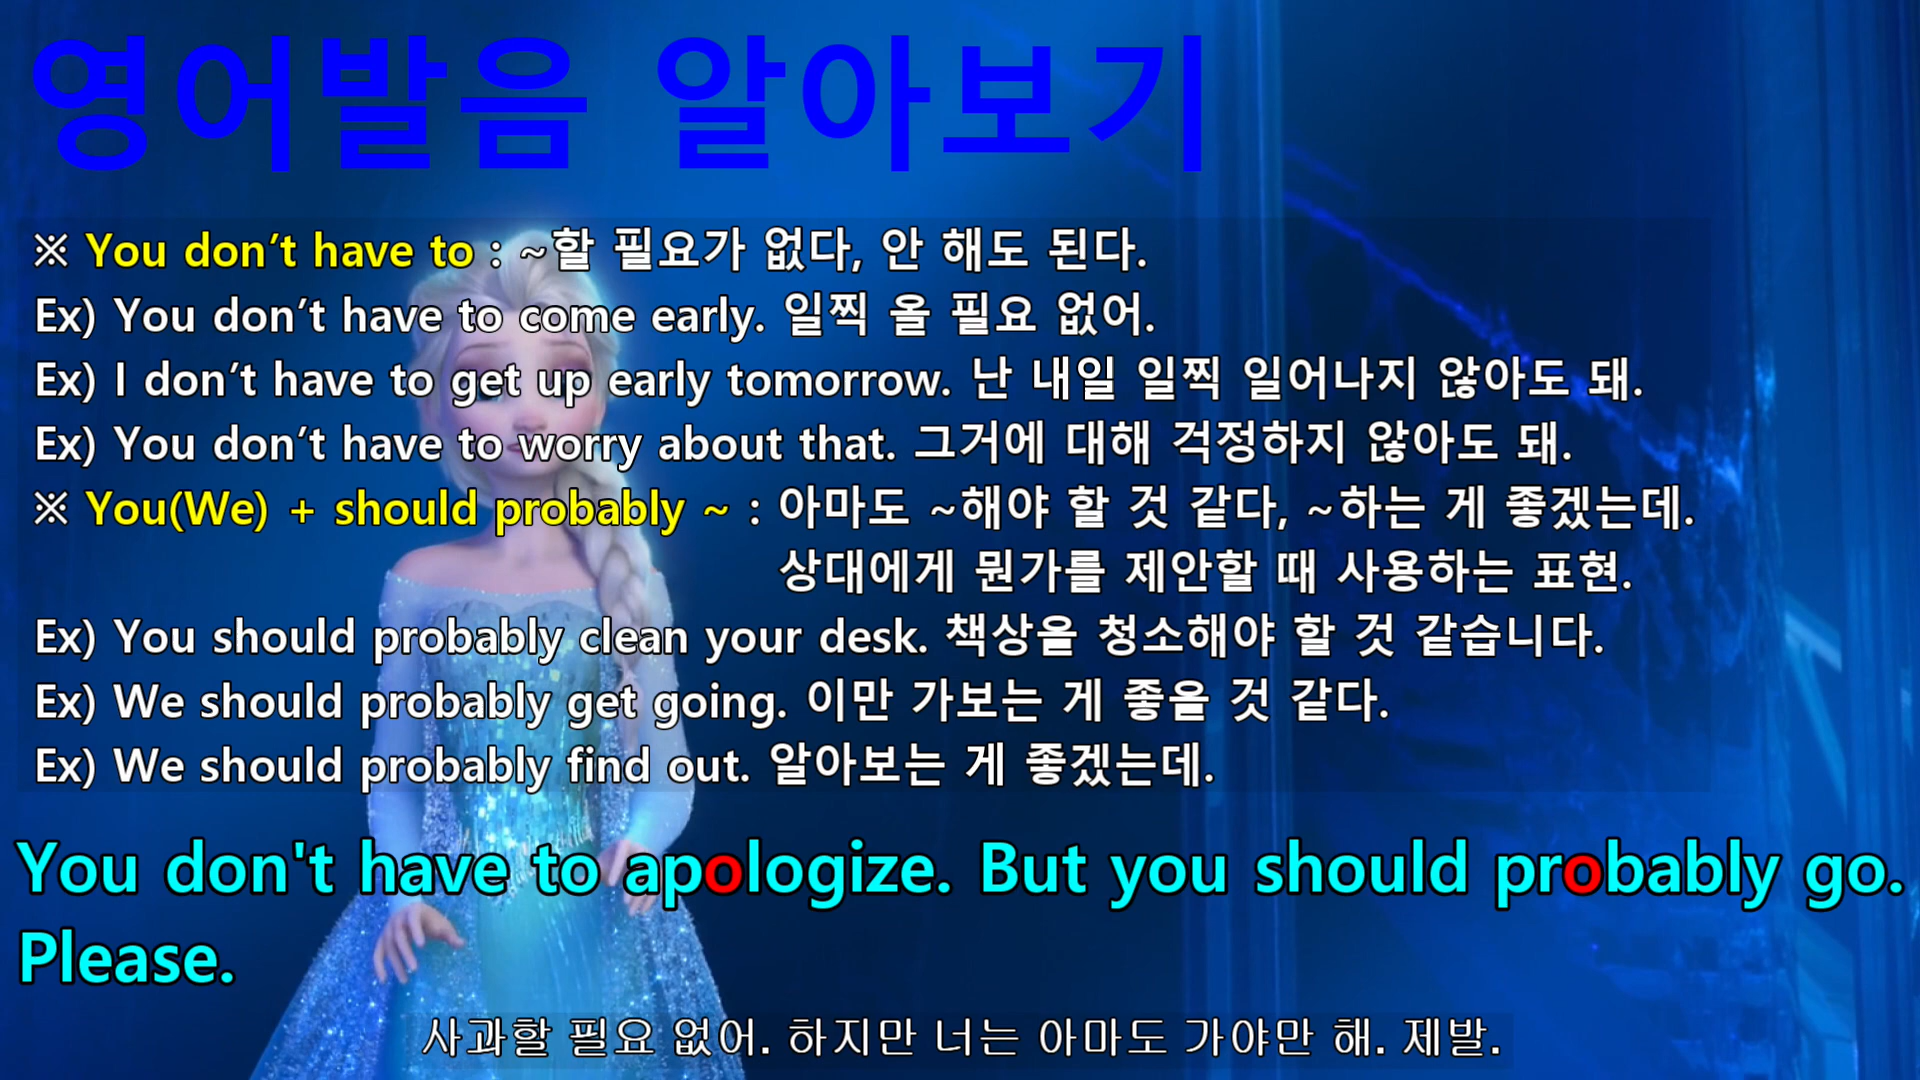 영어발음 알아보기
※ You don’t have to : ~할 필요가 없다, 안 해도 된다.
Ex) You don’t have to come early. 일찍 올 필요 없어.
Ex) I don’t have to get up early tomorrow. 난 내일 일찍 일어나지 않아도 돼.
Ex) You don’t have to worry about that. 그거에 대해 걱정하지 않아도 돼.
※ You(We) + should probably ~ : 아마도 ~해야 할 것 같다, ~하는 게 좋겠는데.
상대에게 뭔가를 제안할 때 사용하는 표현.
Ex) You should probably clean your desk. 책상을 청소해야 할 것 같습니다.
Ex) We should probably get going. 이만 가보는 게 좋을 것 같다.
Ex) We should probably find out. 알아보는 게 좋겠는데.
You don't have to apologize. But you should probably go.
Please.
사과할 필요 없어. 하지만 너는 아마도 가야만 해. 제발.